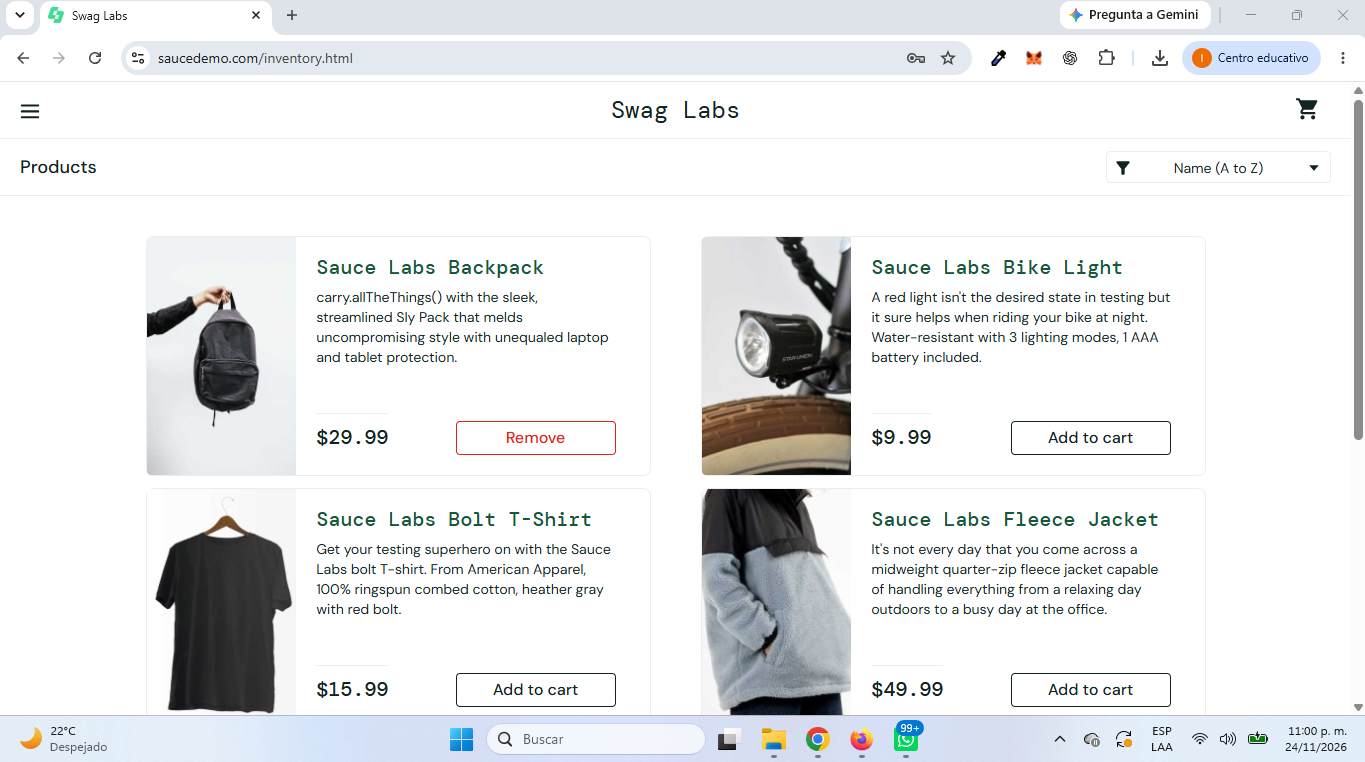 Swag Labs
Pregunta a Gemini
saucedemo.com/inventory.html
Centro educativo
Swag Labs
Products
Name (A to Z)
Sauce Labs Backpack
carry.allTheThings() with the sleek,
streamlined Sly Pack that melds
uncompromising style with unequaled laptop
and tablet protection.
$29.99
Remove
Sauce Labs Bike Light
A red light isn't the desired state in testing but
it sure helps when riding your bike at night.
Water-resistant with 3 lighting modes, 1 AAA
battery included.
$9.99
Add to cart
STAR UNION
Sauce Labs Bolt T-Shirt
Get your testing superhero on with the Sauce
Labs bolt T-shirt. From American Apparel,
100% ringspun combed cotton, heather gray
with red bolt.
$15.99
Add to cart
Sauce Labs Fleece Jacket
It's not every day that you come across a
midweight quarter-zip fleece jacket capable
of handling everything from a relaxing day
outdoors to a busy day at the office.
$49.99
Add to cart
22°C
Despejado
Buscar
99+
ESP
LAA
11:00 p. m.
24/11/2026